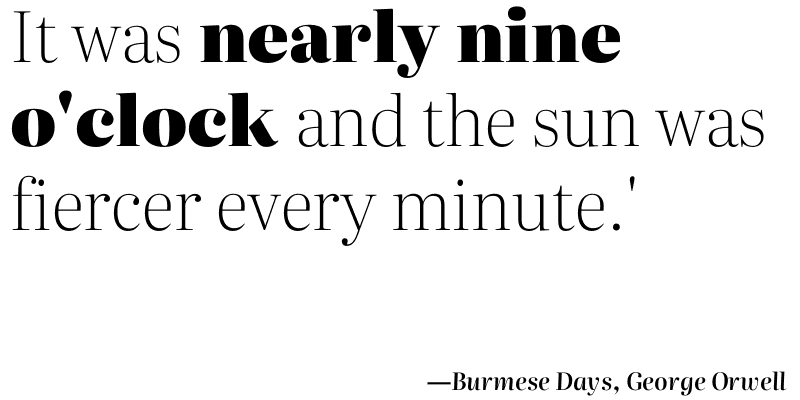 It was nearly nine
o'clock and the sun was
fiercer every minute.'
—Burmese Days, George Orwell